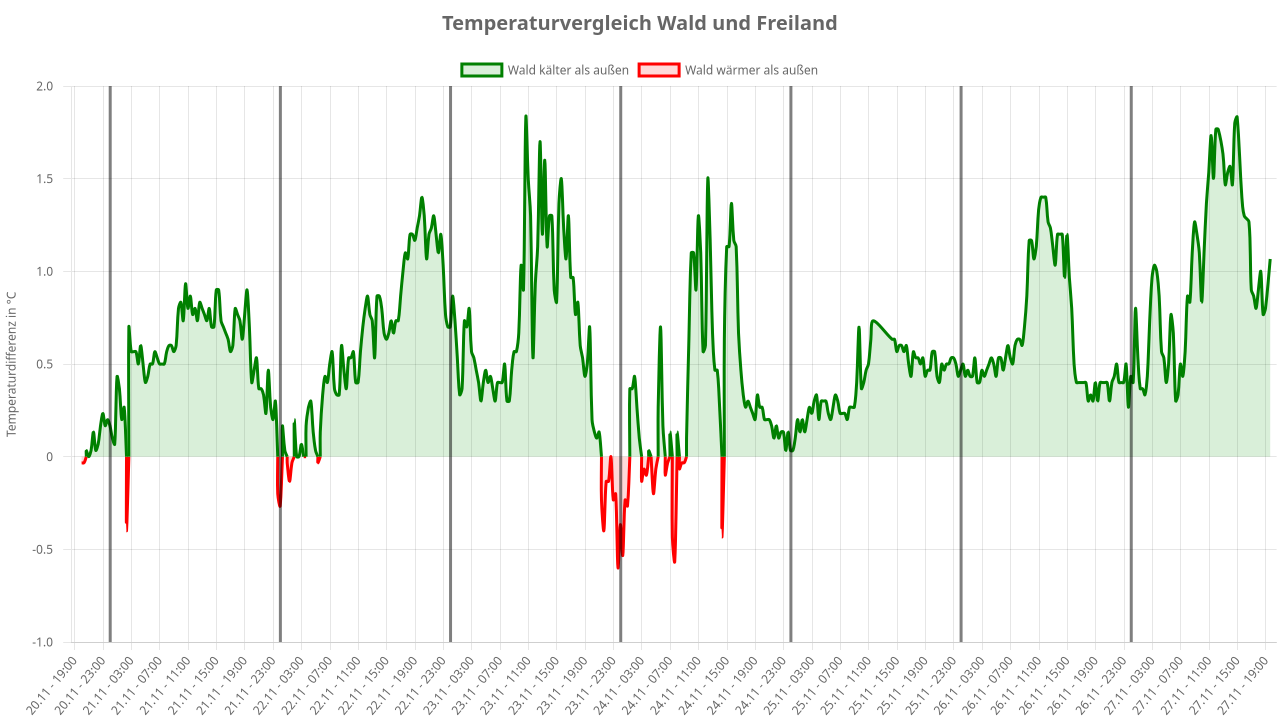 Temperaturvergleich Wald und Freiland
Wald kälter als außen
Wald wärmer als außen
Temperaturdifferenz in °C
2.0
1.5
1.0
0.5
0
-0.5
-1.0
20.11 - 19:00
20.11 - 23:00
21.11 - 03:00
21.11 - 07:00
21.11 - 11:00
21.11 - 15:00
21.11 - 19:00
21.11 - 23:00
22.11 - 03:00
22.11 - 07:00
22.11 - 11:00
22.11 - 15:00
22.11 - 19:00
22.11 - 23:00
23.11 - 03:00
23.11 - 07:00
23.11 - 11:00
23.11 - 15:00
23.11 - 19:00
23.11 - 23:00
24.11 - 03:00
24.11 - 07:00
24.11 - 11:00
24.11 - 15:00
24.11 - 19:00
24.11 - 23:00
25.11 - 03:00
25.11 - 07:00
25.11 - 11:00
25.11 - 15:00
25.11 - 19:00
25.11 - 23:00
26.11 - 03:00
26.11 - 07:00
26.11 - 11:00
26.11 - 15:00
26.11 - 19:00
26.11 - 23:00
27.11 - 03:00
27.11 - 07:00
27.11 - 11:00
27.11 - 15:00
27.11 - 19:00